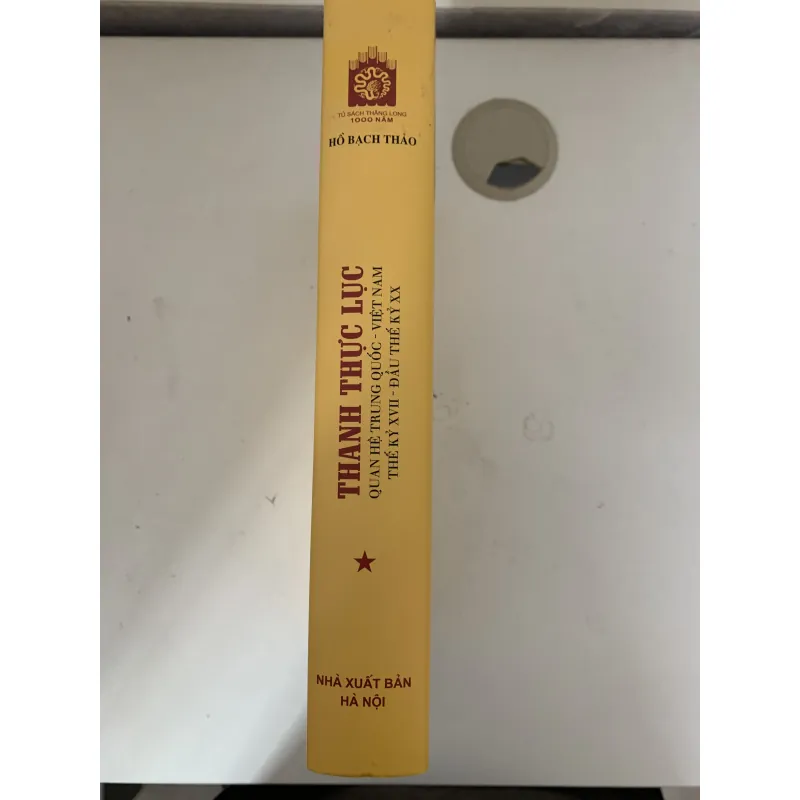 TỦ SÁCH THĂNG LONG
1000 NĂM
HỒ BẠCH THẢO
THANH THỰC LỤC
QUAN HỆ TRUNG QUỐC - VIỆT NAM
THẾ KỶ XVII - ĐẦU THẾ KỶ XX
NHÀ XUẤT BẢN
HÀ NỘI